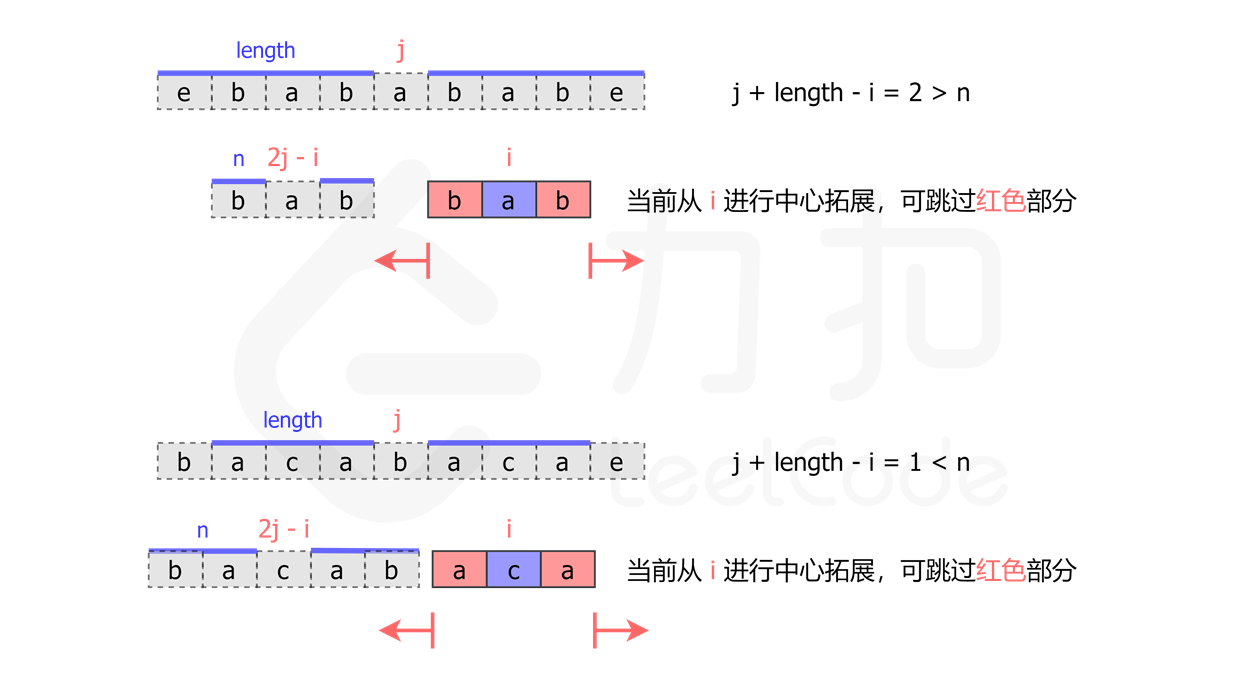 length j
e b a b a b a b e j + length - i = 2 > n
n 2j - i i
b a b b a b 当前从 i 进行中心拓展，可跳过红色部分
力扣
length j
b a c a b a c a e j + length - i = 1 < n
LeetCode
n 2j - i i
b a c a b a c a 当前从 i 进行中心拓展，可跳过红色部分